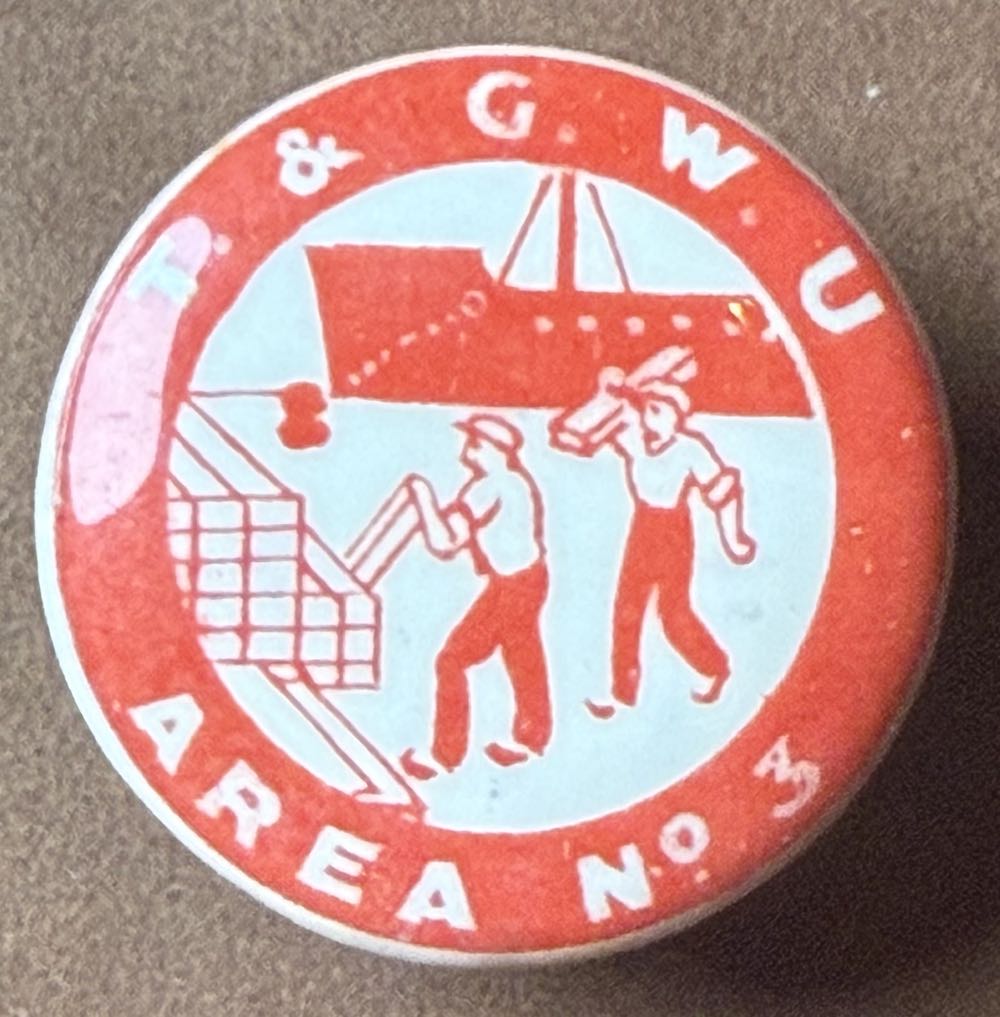 T. & G. W. U
AREA No. 3